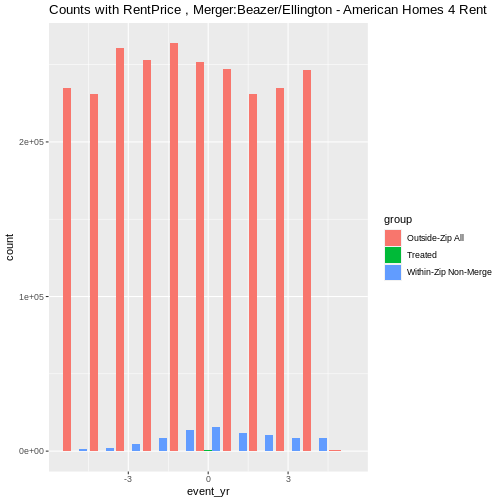 Counts with RentPrice , Merger:Beazer/Ellington - American Homes 4 Rent
count
2e+05
1e+05
0e+00
-3 0 3
event_yr
group
Outside-Zip All
Treated
Within-Zip Non-Merge